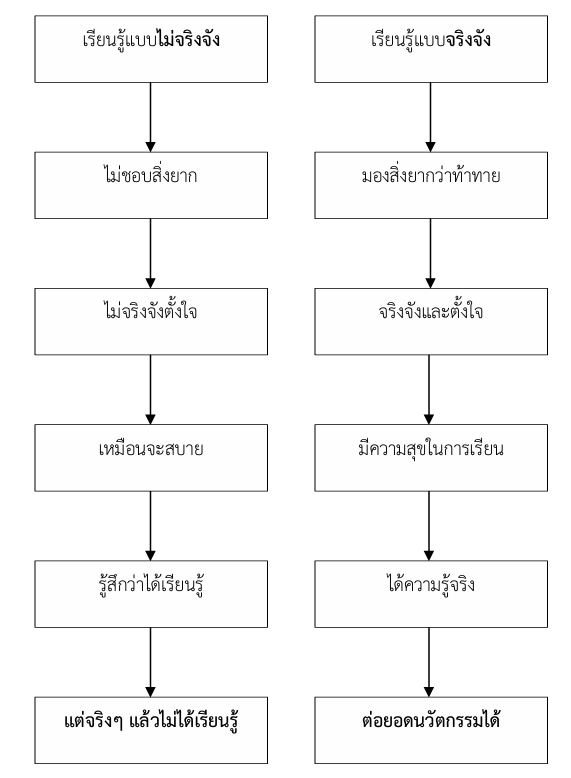 เรียนรู้แบบไม่จริงจัง
ไม่ชอบสิ่งยาก
ไม่จริงจังตั้งใจ
เหมือนจะสบาย
รู้สึกว่าได้เรียนรู้
แต่จริงๆ แล้วไม่ได้เรียนรู้
เรียนรู้แบบจริงจัง
มองสิ่งยากว่าท้าทาย
จริงจังและตั้งใจ
มีความสุขในการเรียน
ได้ความรู้จริง
ต่อยอดนวัตกรรมได้